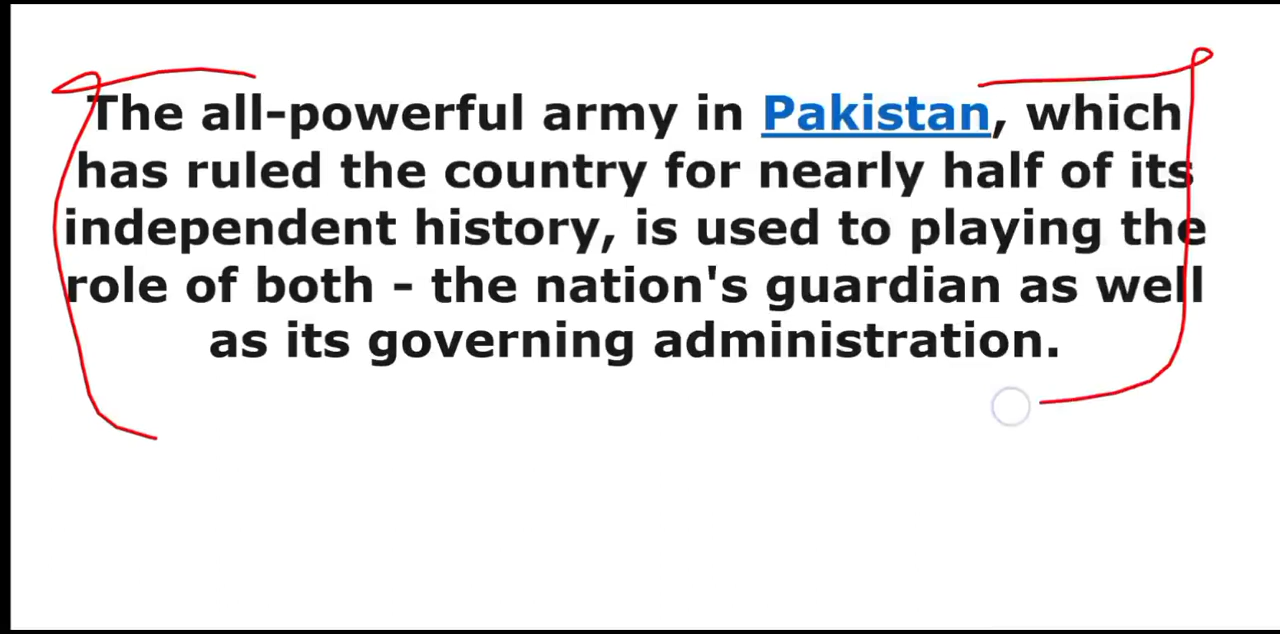 The all-powerful army in Pakistan, which
has ruled the country for nearly half of its
independent history, is used to playing the
role of both - the nation's guardian as well
as its governing administration.